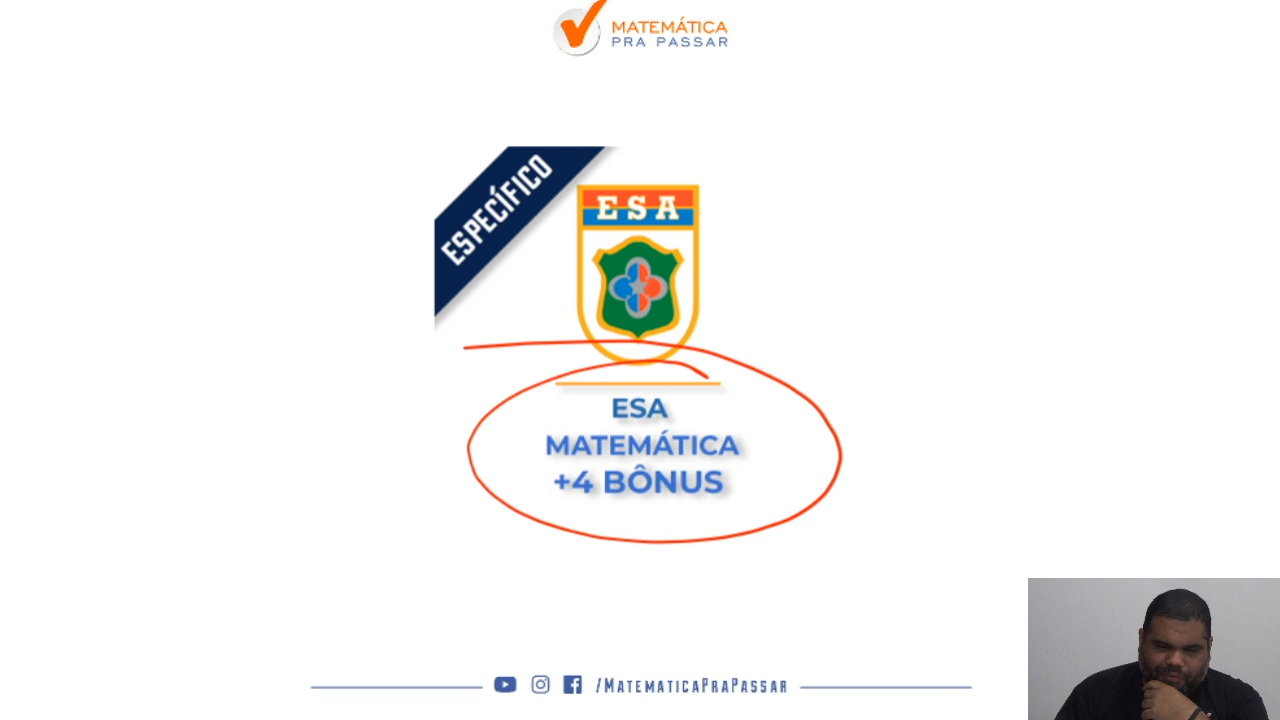 MATEMÁTICA
PRA PASSAR
ESPECÍFICO
ESA
ESA
MATEMÁTICA
+4 BÔNUS
/MATEMATICAPRAPASSAR